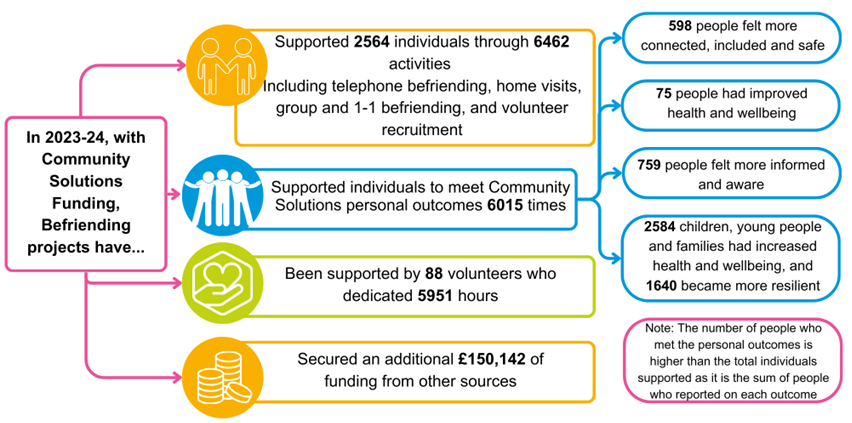 In 2023-24, with
Community
Solutions
Funding,
Befriending
projects have...
Supported 2564 individuals through 6462
activities
Including telephone befriending, home visits,
group and 1-1 befriending, and volunteer
recruitment
Supported individuals to meet Community
Solutions personal outcomes 6015 times
Been supported by 88 volunteers who
dedicated 5951 hours
Secured an additional £150,142 of
funding from other sources
598 people felt more
connected, included and safe
75 people had improved
health and wellbeing
759 people felt more informed
and aware
2584 children, young people
and families had increased
health and wellbeing, and
1640 became more resilient
Note: The number of people who
met the personal outcomes is
higher than the total individuals
supported as it is the sum of people
who reported on each outcome